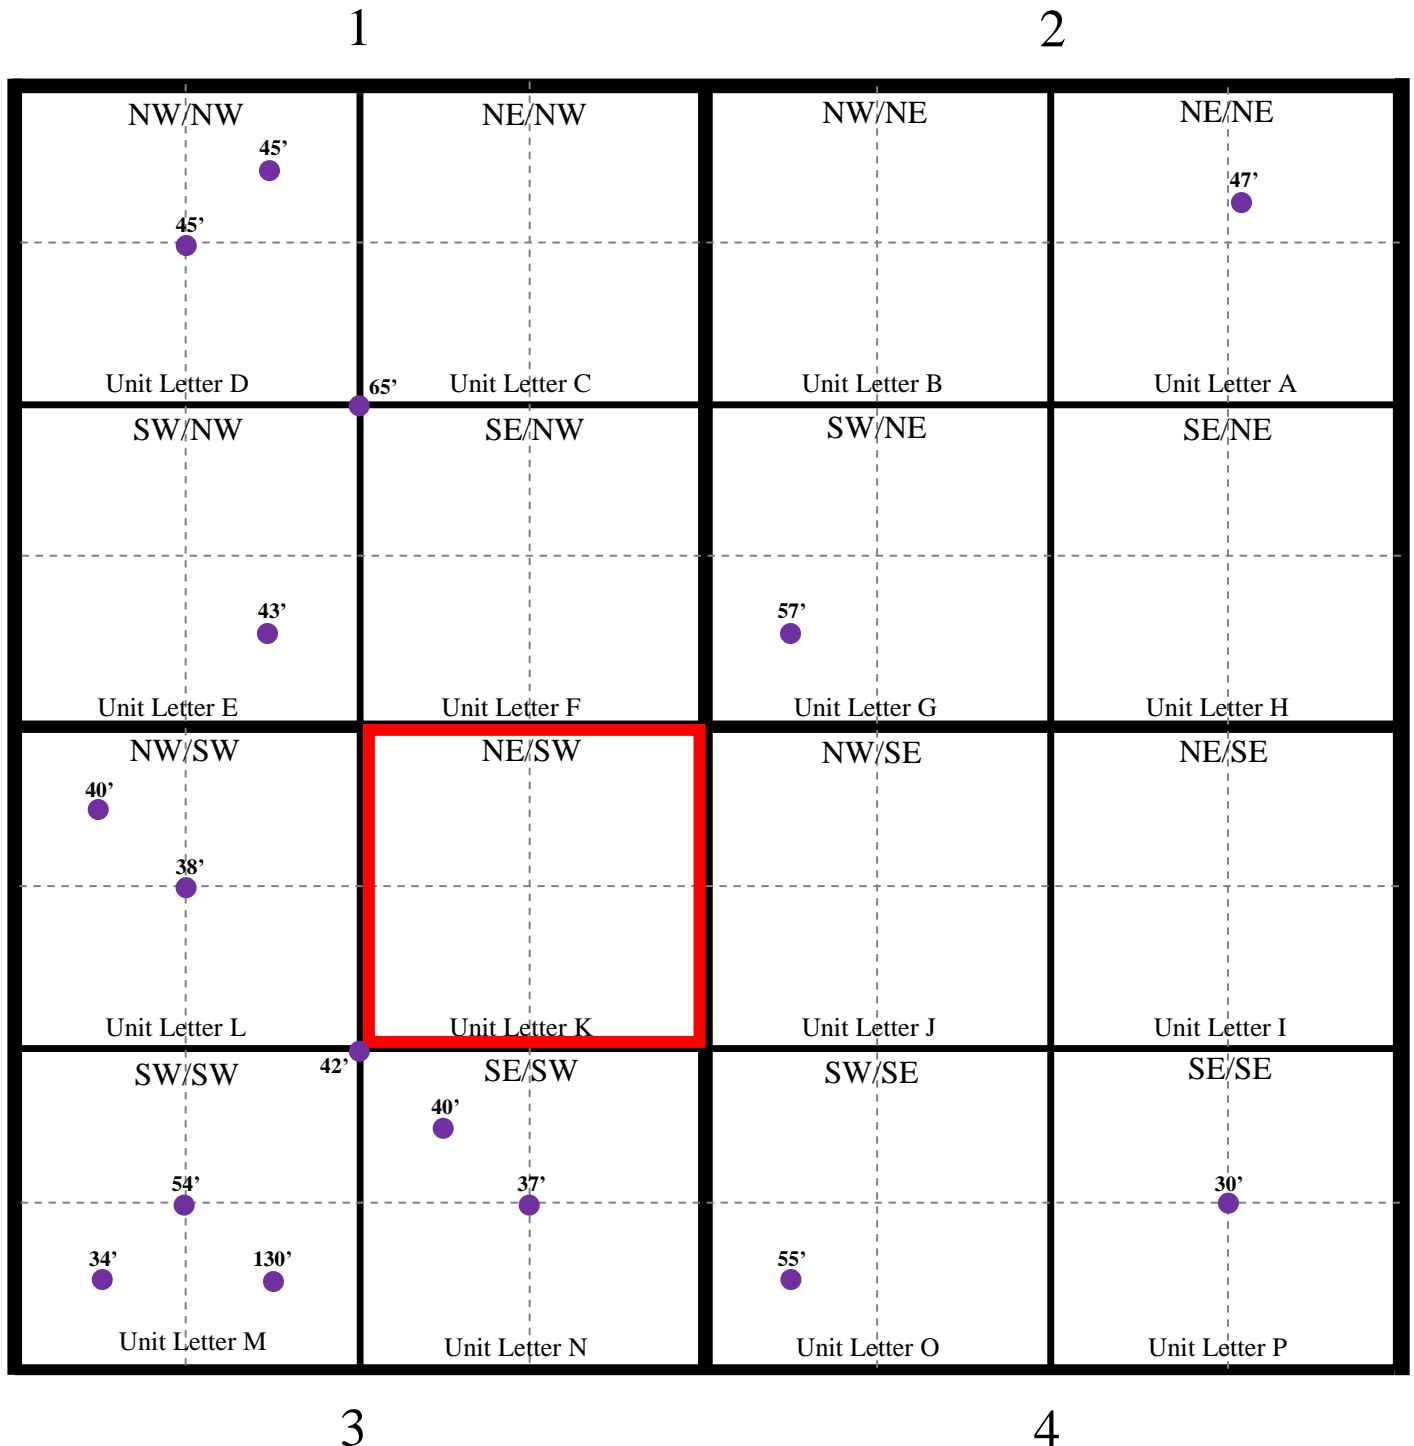 1
2
NW/NW
NE/NW
NW/NE
NE/NE
45’
47’
45’
Unit Letter D
65’
Unit Letter C
Unit Letter B
Unit Letter A
SW/NW
SE/NW
SW/NE
SE/NE
43’
57’
Unit Letter E
Unit Letter F
Unit Letter G
Unit Letter H
NW/SW
NE/SW
NW/SE
NE/SE
40’
38’
Unit Letter L
Unit Letter K
Unit Letter J
Unit Letter I
42’
SW/SW
SE/SW
SW/SE
SE/SE
40’
54’
37’
30’
34’
130’
55’
Unit Letter M
Unit Letter N
Unit Letter O
Unit Letter P
3
4